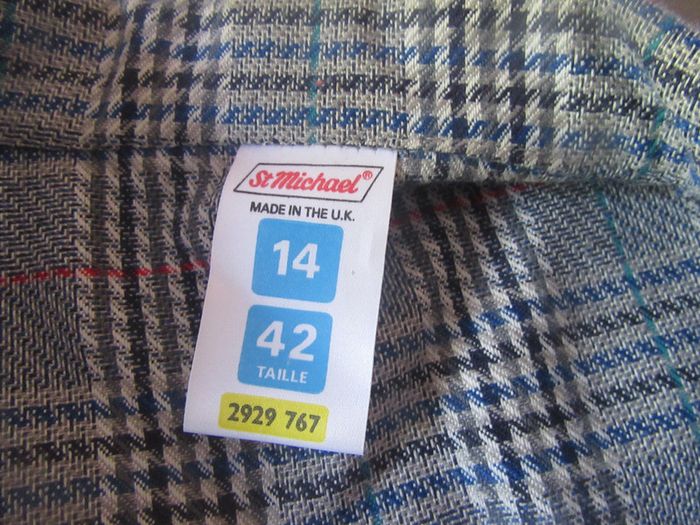 St Michael®
MADE IN THE U.K.
14
42
TAILLE
2929 767